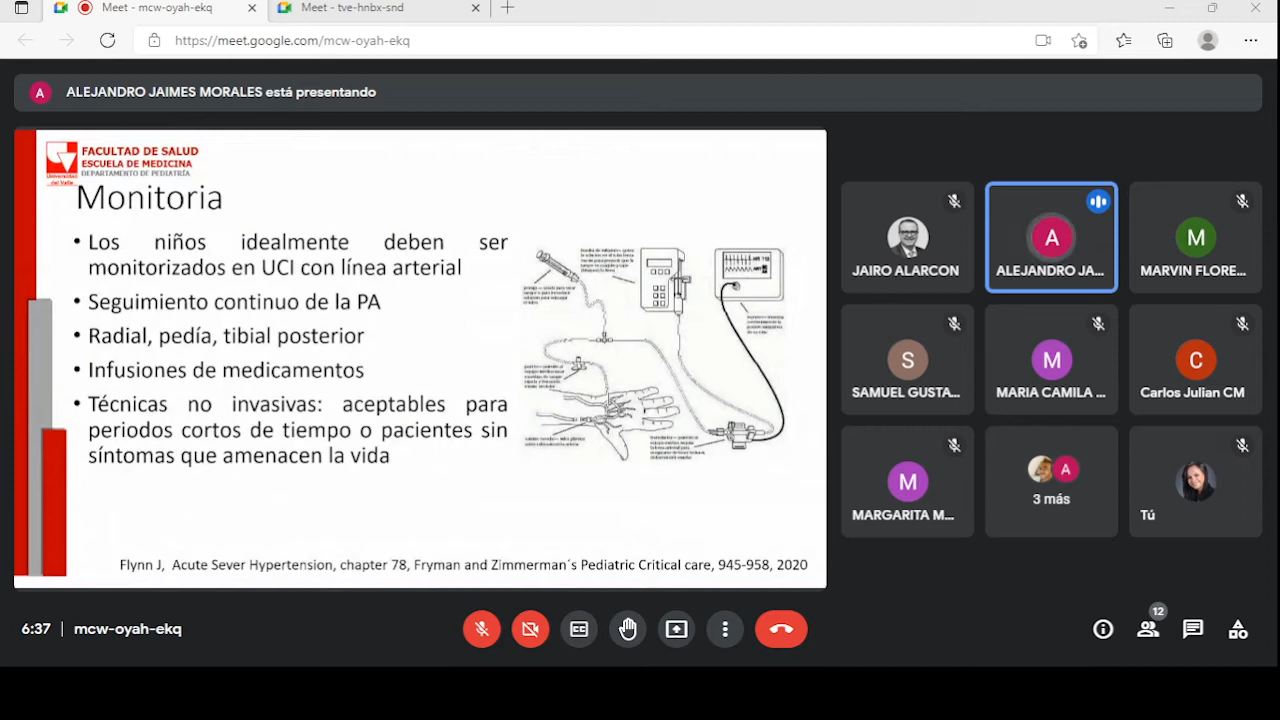 Meet - mcw-oyah-ekq
Meet - tve-hnbx-snd
https://meet.google.com/mcw-oyah-ekq
A
ALEJANDRO JAIMES MORALES está presentando
FACULTAD DE SALUD
ESCUELA DE MEDICINA
DEPARTAMENTO DE PEDIATRÍA
Universidad
del Valle
Monitoria
• Los niños idealmente deben ser
monitorizados en UCI con línea arterial
• Seguimiento continuo de la PA
• Radial, pedía, tibial posterior
• Infusiones de medicamentos
• Técnicas no invasivas: aceptables para
periodos cortos de tiempo o pacientes sin
síntomas que amenacen la vida
Flynn J, Acute Sever Hypertension, chapter 78, Fryman and Zimmerman´s Pediatric Critical care, 945-958, 2020
JAIRO ALARCON
A
ALEJANDRO JA...
M
MARVIN FLORE...
S
SAMUEL GUSTA...
M
MARIA CAMILA ...
C
Carlos Julian CM
M
MARGARITA M...
A
3 más
Tú
6:37 | mcw-oyah-ekq
CC
12